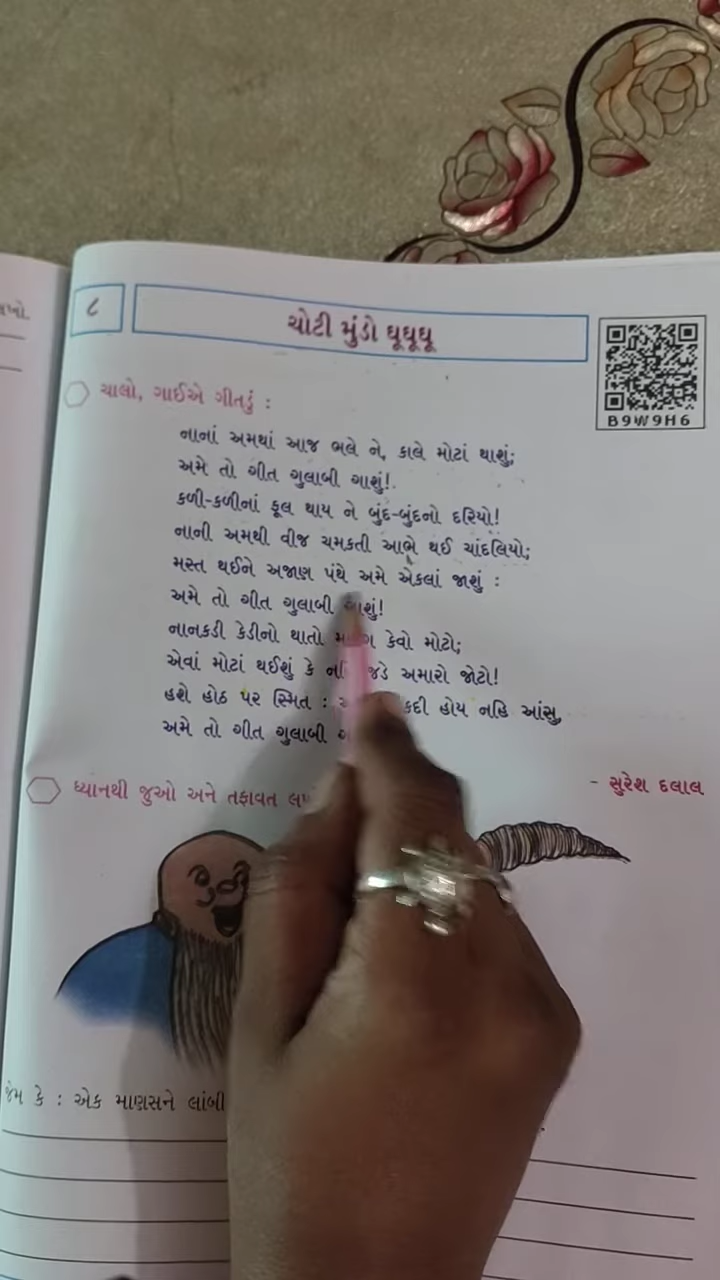 ૮
ચોટી મુંડો ઘૂઘૂઘૂ
B9W9H6
ચાલો, ગાઈએ ગીતડું :
નાનાં અમથાં આજ ભલે ને, કાલે મોટાં થાશું;
અમે તો ગીત ગુલાબી ગાશું!
કળી-કળીનાં ફૂલ થાય ને બુંદ-બુંદનો દરિયો!
નાની અમથી વીજ ચમકતી આભે થઈ ચાંદલિયો;
મસ્ત થઈને અજાણ પંથે અમે એકલાં જાશું :
અમે તો ગીત ગુલાબી ગાશું!
નાનકડી કેડીનો થાતો કેવો મોટો;
એવાં મોટાં થઈશું કે જડે અમારો જોટો!
હશે હોઠ પર સ્મિત : કદી હોય નહિ આંસુ,
અમે તો ગીત ગુલાબી
- સુરેશ દલાલ
ધ્યાનથી જુઓ અને તફાવત
જેમ કે : એક માણસને લાંબી